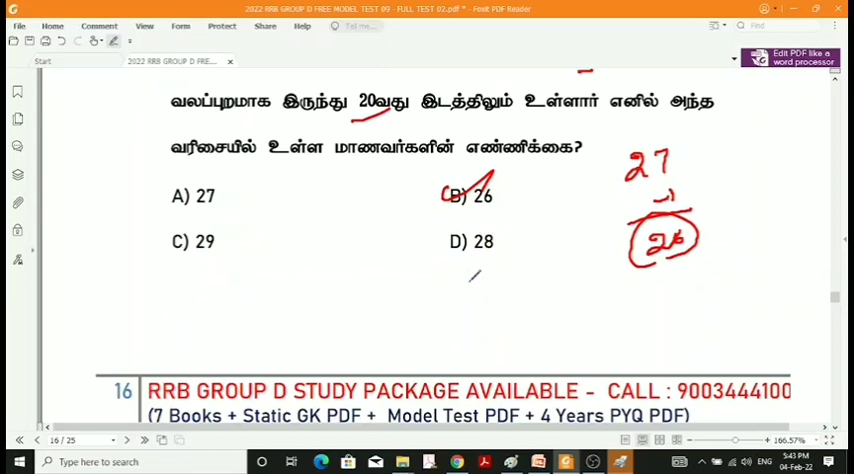 2022 RRB GROUP D FREE MODEL TEST 09 - FULL TEST 02.pdf * - Foxit PDF Reader
File Home Comment View Form Protect Share Help Tell me... Find
Edit PDF like a
word processor
Start 2022 RRB GROUP D FRE...
வலப்புறமாக இருந்து 20வது இடத்திலும் உள்ளார் எனில் அந்த
வரிசையில் உள்ள மாணவர்களின் எண்ணிக்கை?
27
A) 27 B) 26
26
C) 29 D) 28
16 RRB GROUP D STUDY PACKAGE AVAILABLE - CALL : 9003444100
(7 Books + Static GK PDF + Model Test PDF + 4 Years PYQ PDF)
16 / 25 166.57%
Type here to search ENG 5:43 PM
04-Feb-22